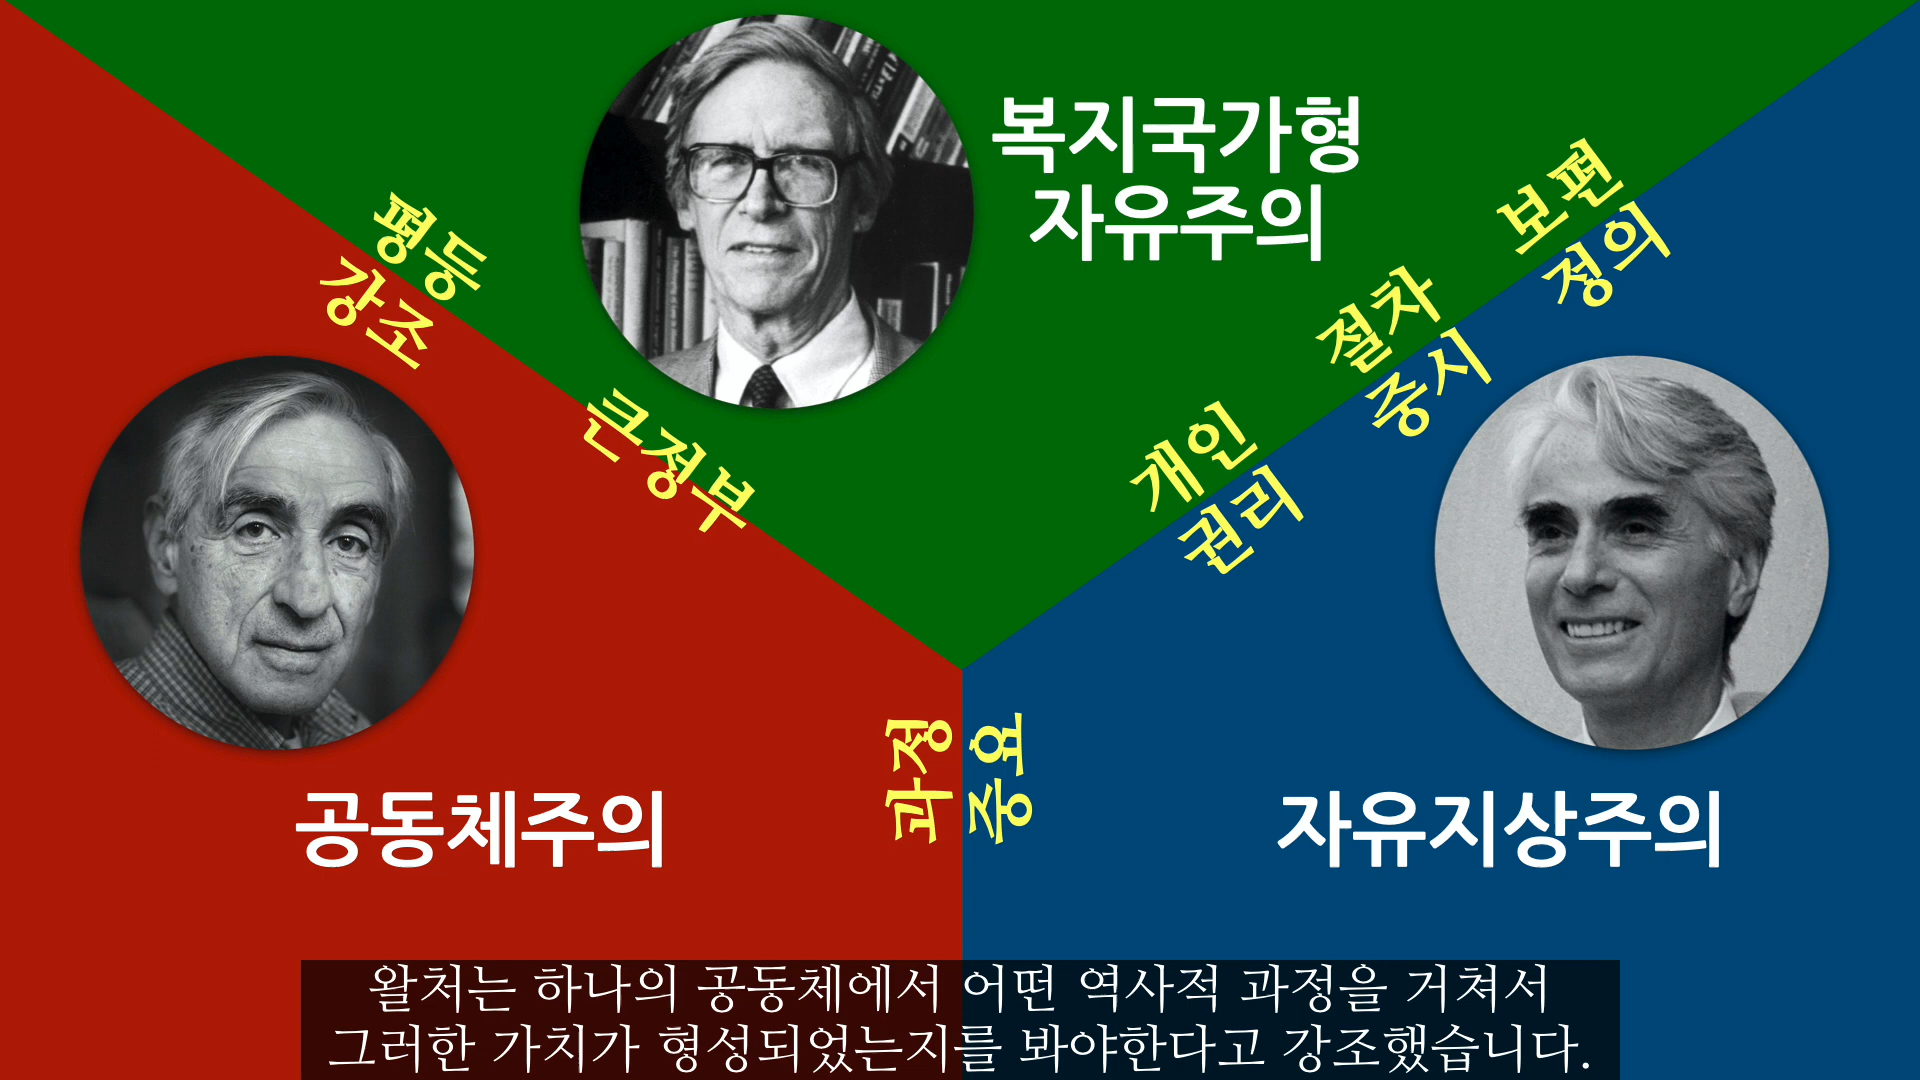 복지국가형
자유주의
평등
강조
큰정부
보편
정의
절차
중시
개인
권리
과정
중요
공동체주의
자유지상주의
왈처는 하나의 공동체에서 어떤 역사적 과정을 거쳐서
그러한 가치가 형성되었는지를 봐야한다고 강조했습니다.